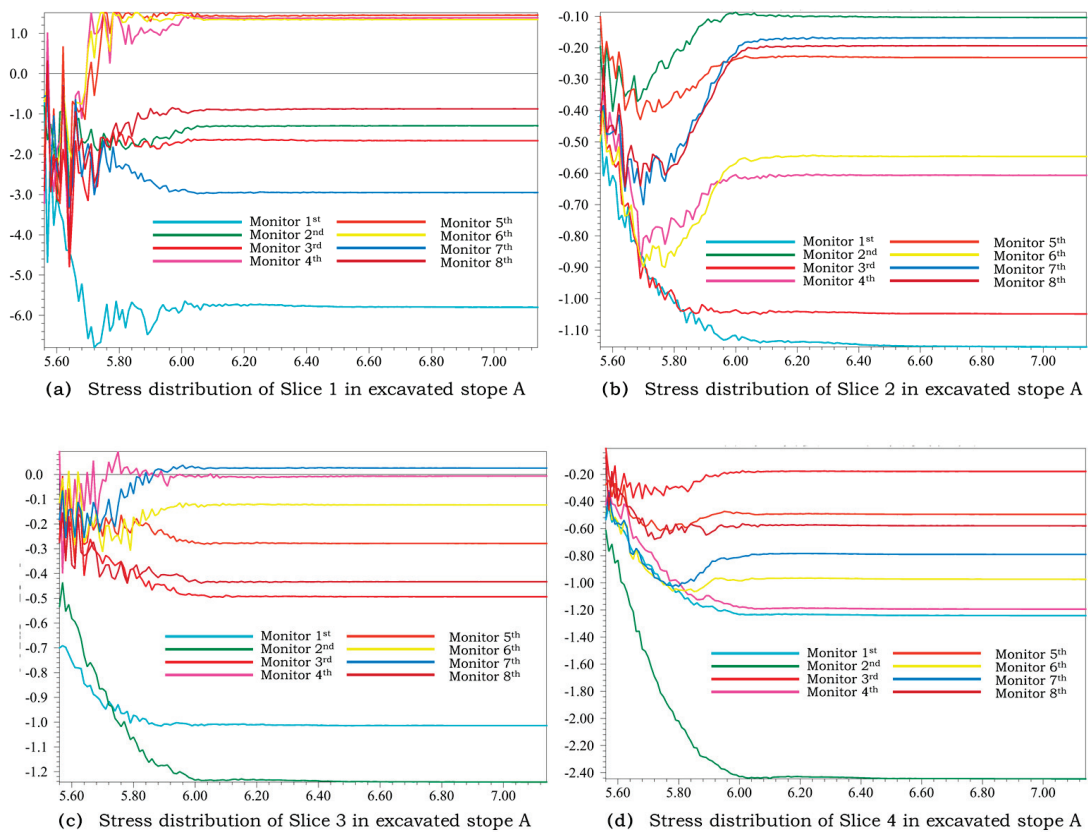 1.0
0.0
-1.0
-2.0
-3.0
-4.0
-5.0
-6.0
Monitor 1st
Monitor 2nd
Monitor 3rd
Monitor 4th
Monitor 5th
Monitor 6th
Monitor 7th
Monitor 8th
5.60 5.80 6.00 6.20 6.40 6.60 6.80 7.00
(a) Stress distribution of Slice 1 in excavated stope A
-0.10
-0.20
-0.30
-0.40
-0.50
-0.60
-0.70
-0.80
-0.90
-1.00
-1.10
Monitor 1st
Monitor 2nd
Monitor 3rd
Monitor 4th
Monitor 5th
Monitor 6th
Monitor 7th
Monitor 8th
5.60 5.80 6.00 6.20 6.40 6.60 6.80 7.00
(b) Stress distribution of Slice 2 in excavated stope A
0.0
-0.1
-0.2
-0.3
-0.4
-0.5
-0.6
-0.7
-0.8
-0.9
-1.0
-1.1
-1.2
Monitor 1st
Monitor 2nd
Monitor 3rd
Monitor 4th
Monitor 5th
Monitor 6th
Monitor 7th
Monitor 8th
5.60 5.80 6.00 6.20 6.40 6.60 6.80 7.00
(c) Stress distribution of Slice 3 in excavated stope A
-0.20
-0.40
-0.60
-0.80
-1.00
-1.20
-1.40
-1.60
-1.80
-2.00
-2.20
-2.40
Monitor 1st
Monitor 2nd
Monitor 3rd
Monitor 4th
Monitor 5th
Monitor 6th
Monitor 7th
Monitor 8th
5.60 5.80 6.00 6.20 6.40 6.60 6.80 7.00
(d) Stress distribution of Slice 4 in excavated stope A